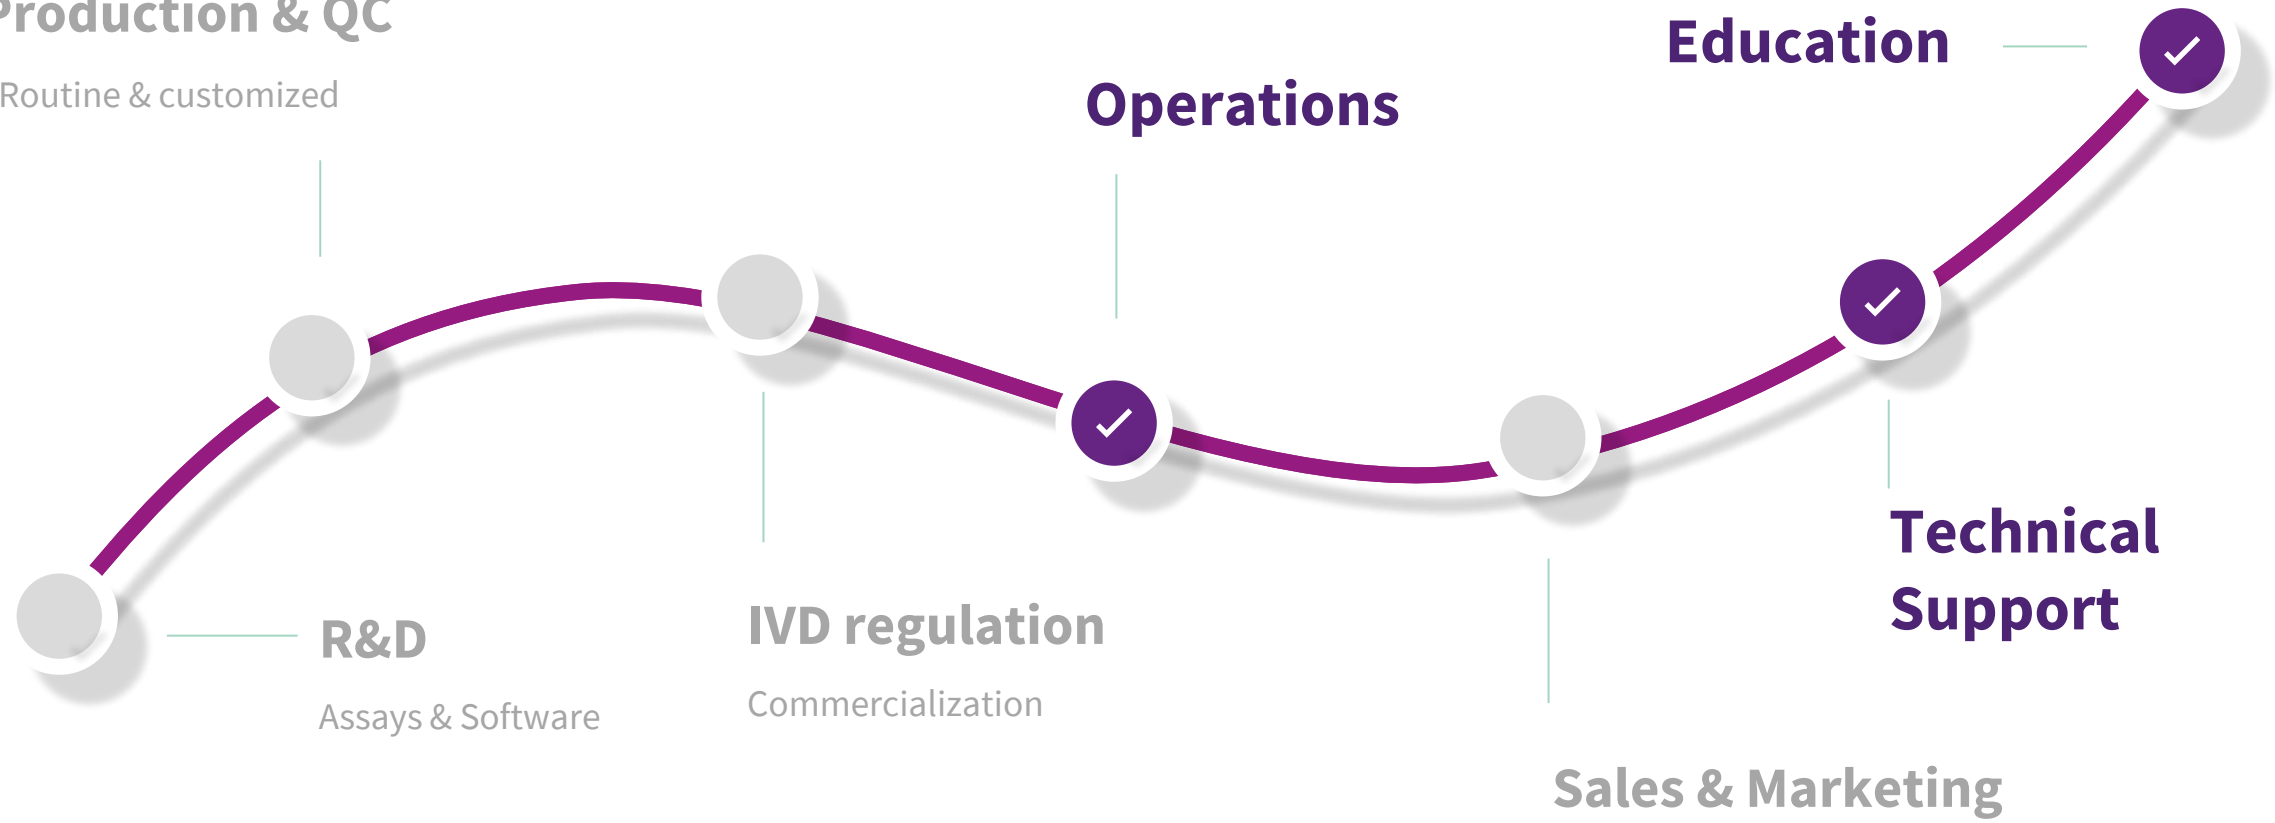 Production & QC
Routine & customized
Education
Operations
Technical
Support
R&D
Assays & Software
IVD regulation
Commercialization
Sales & Marketing